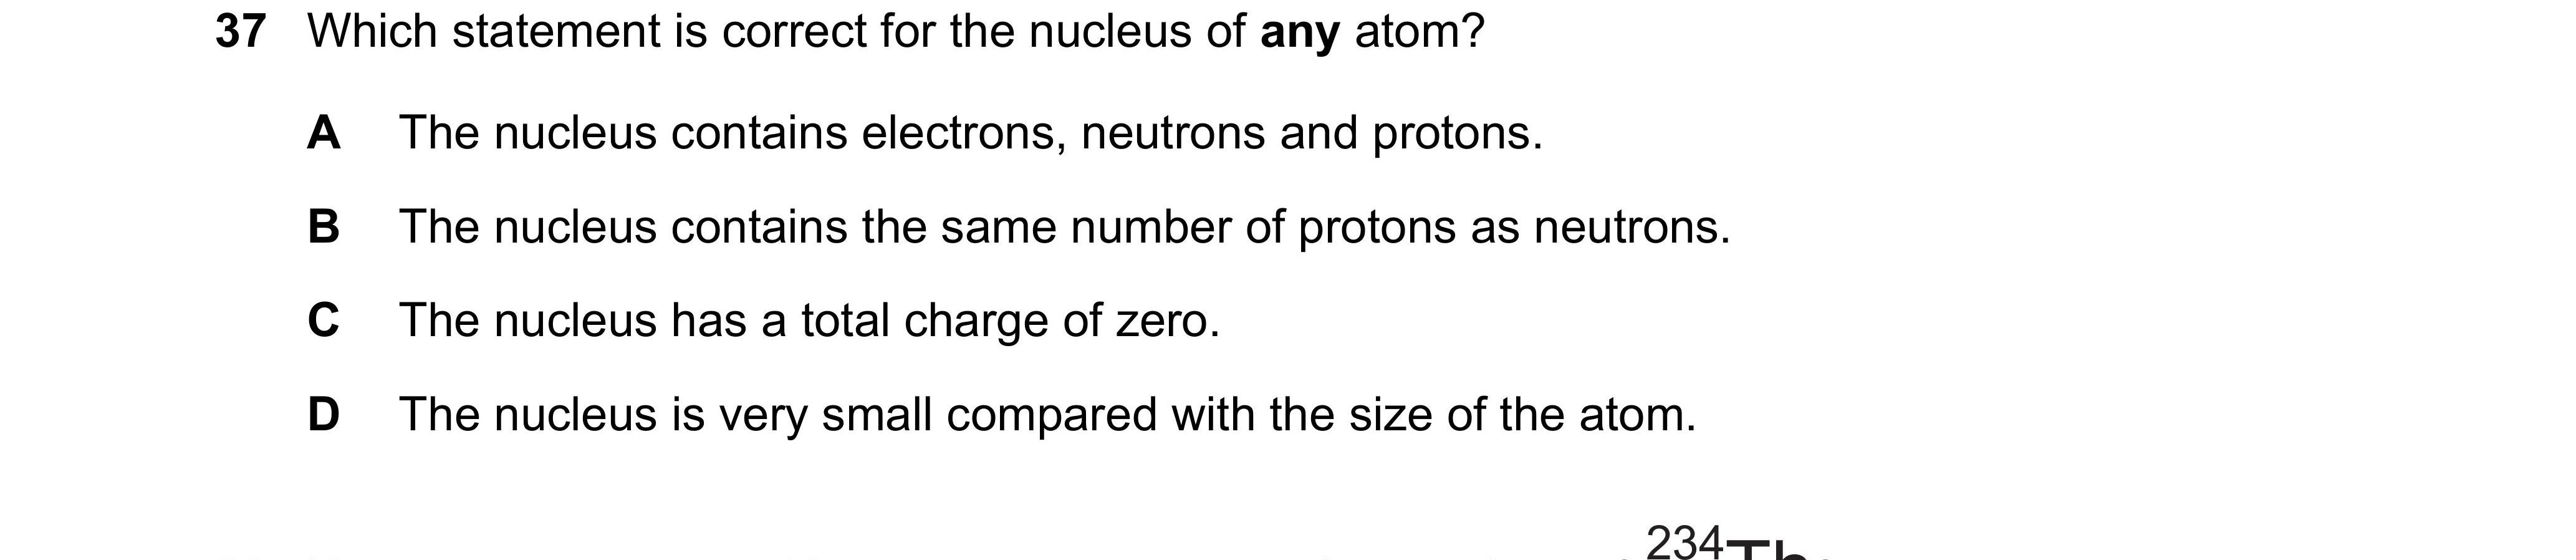 37 Which statement is correct for the nucleus of any atom?
A The nucleus contains electrons, neutrons and protons.
B The nucleus contains the same number of protons as neutrons.
C The nucleus has a total charge of zero.
D The nucleus is very small compared with the size of the atom.
234